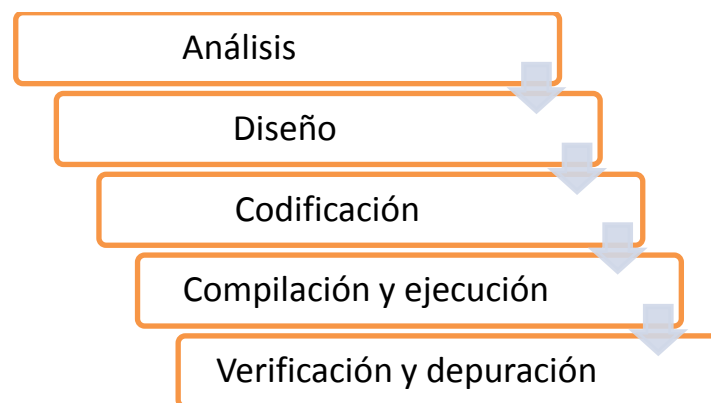 Análisis
Diseño
Codificación
Compilación y ejecución
Verificación y depuración